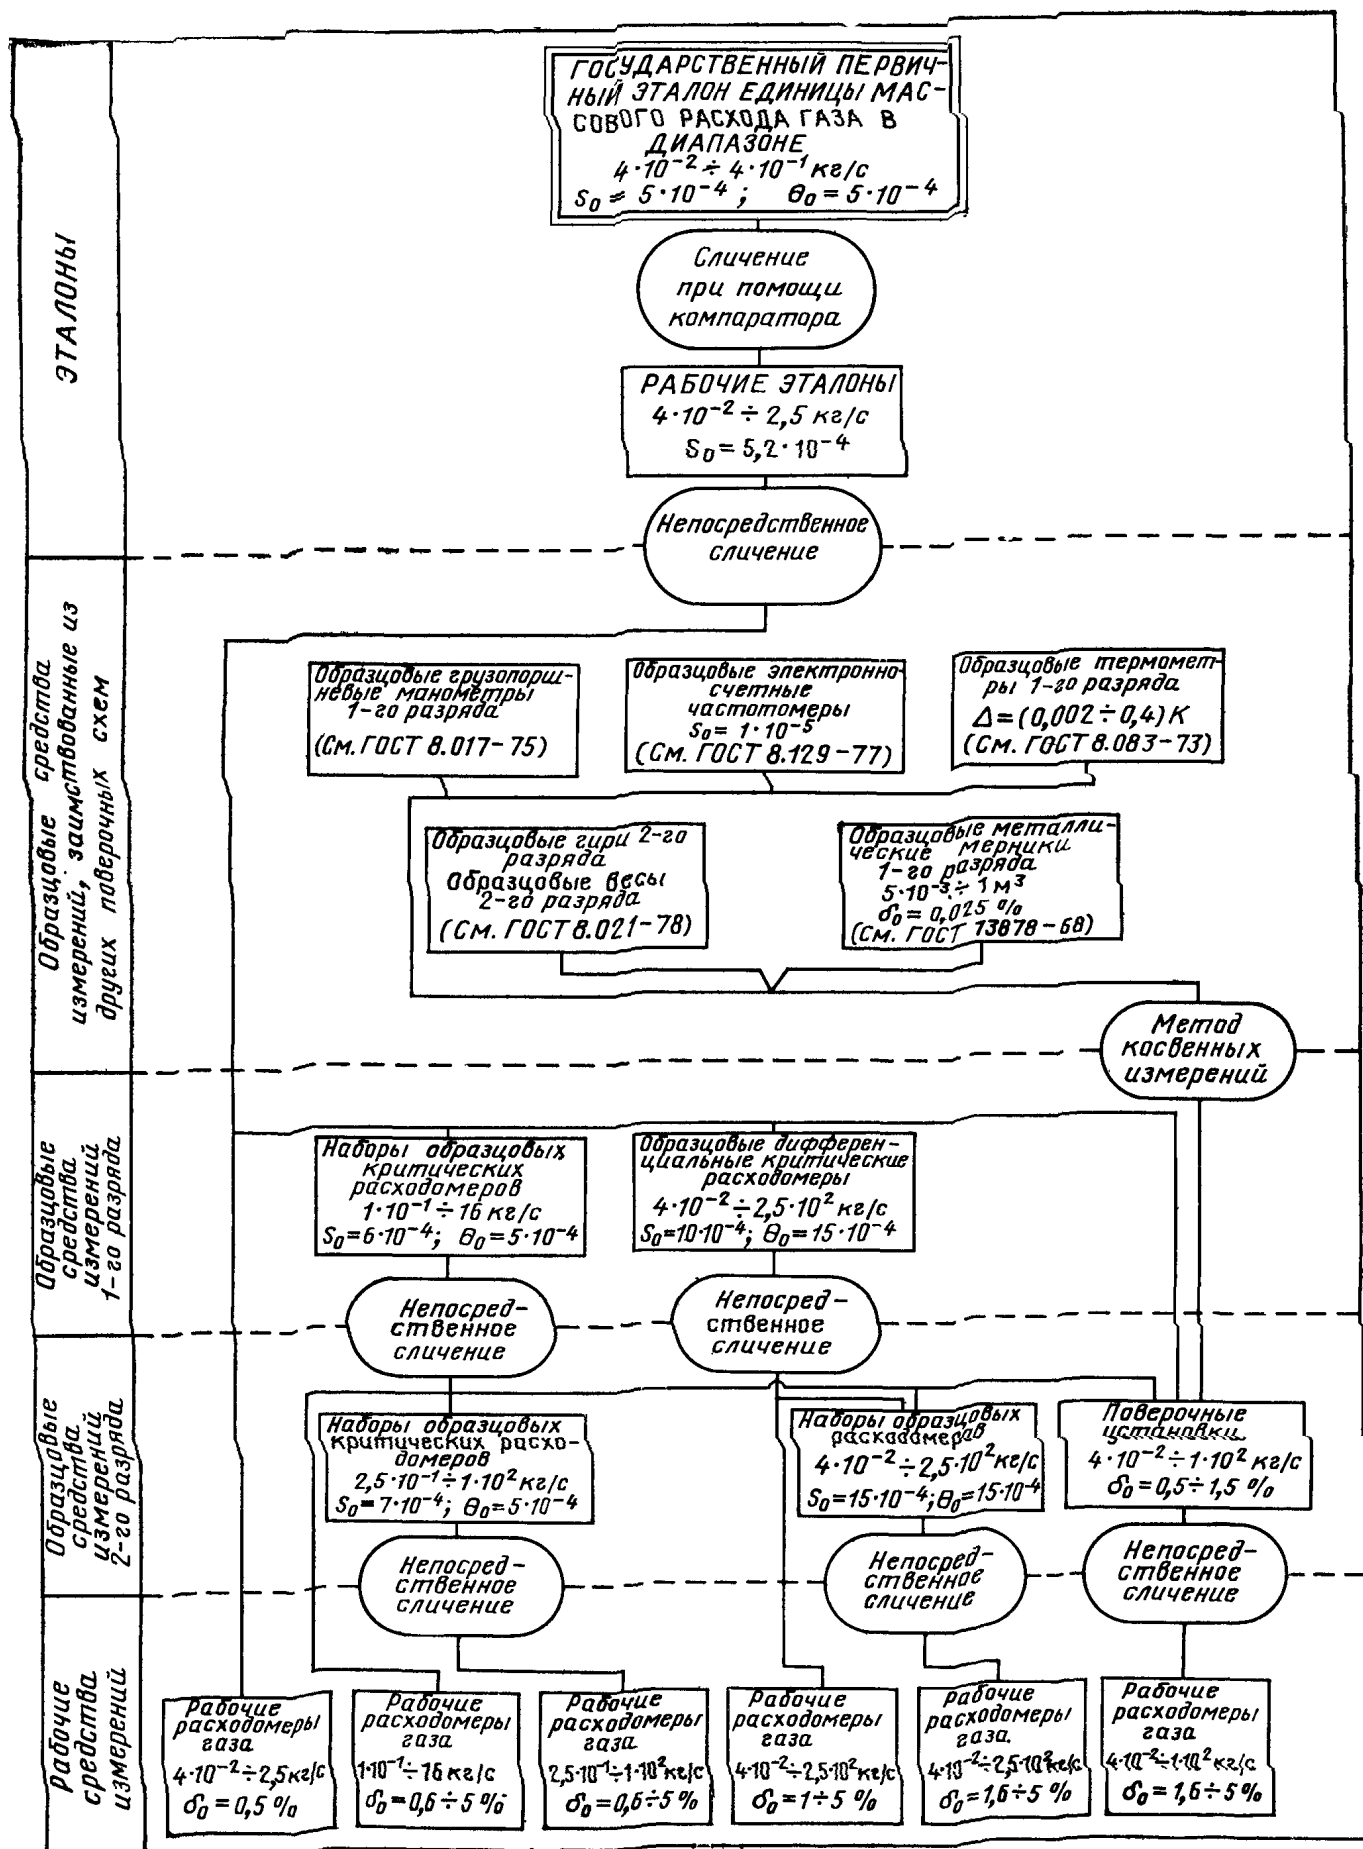 ГОСУДАРСТВЕННЫЙ ПЕРВИЧ-
НЫЙ ЭТАЛОН ЕДИНИЦЫ МАС-
СОВОГО РАСХОДА ГАЗА В
ДИАПАЗОНЕ
4·10⁻² ÷ 4·10⁻¹ кг/с
S₀ = 5·10⁻⁴ ; θ₀ = 5·10⁻⁴
Сличение
при помощи
компаратора
РАБОЧИЕ ЭТАЛОНЫ
4·10⁻² ÷ 2,5 кг/с
S₀ = 5,2·10⁻⁴
Непосредственное
сличение
ЭТАЛОНЫ
Образцовые средства
измерений, заимствованные из
других поверочных схем
Образцовые грузопорш-
невые манометры
1-го разряда
(См. ГОСТ 8.017-75)
Образцовые электронно-
счетные
частотомеры
S₀ = 1·10⁻⁵
(См. ГОСТ 8.129-77)
Образцовые термомет-
ры 1-го разряда
Δ = (0,002 ÷ 0,4) К
(См. ГОСТ 8.083-73)
Образцовые гири 2-го
разряда
Образцовые весы
2-го разряда
(См. ГОСТ 8.021-78)
Образцовые металли-
ческие мерники
1-го разряда
5·10⁻³ ÷ 1 м³
δ₀ = 0,025 %
(См. ГОСТ 13878-68)
Метод
косвенных
измерений
Образцовые
средства
измерений
1-го разряда
Наборы образцовых
критических
расходомеров
1·10⁻¹ ÷ 16 кг/с
S₀=6·10⁻⁴; θ₀=5·10⁻⁴
Образцовые дифферен-
циальные критические
расходомеры
4·10⁻² ÷ 2,5·10² кг/с
S₀=10·10⁻⁴; θ₀=15·10⁻⁴
Непосред-
ственное
сличение
Непосред-
ственное
сличение
Образцовые
средства
измерений
2-го разряда
Наборы образцовых
критических расхо-
домеров
2,5·10⁻¹ ÷ 1·10² кг/с
S₀=7·10⁻⁴; θ₀=5·10⁻⁴
Наборы образцовых
расходомеров
4·10⁻² ÷ 2,5·10² кг/с
S₀=15·10⁻⁴; θ₀=15·10⁻⁴
Поверочные
установки
4·10⁻² ÷ 1·10² кг/с
δ₀ = 0,5 ÷ 1,5 %
Непосред-
ственное
сличение
Непосред-
ственное
сличение
Непосред-
ственное
сличение
Рабочие
средства
измерений
Рабочие
расходомеры
газа
4·10⁻² ÷ 2,5 кг/с
δ₀ = 0,5 %
Рабочие
расходомеры
газа
1·10⁻¹ ÷ 16 кг/с
δ₀ = 0,6 ÷ 5 %
Рабочие
расходомеры
газа
2,5·10⁻¹ ÷ 1·10² кг/с
δ₀ = 0,6 ÷ 5 %
Рабочие
расходомеры
газа
4·10⁻² ÷ 2,5·10² кг/с
δ₀ = 1 ÷ 5 %
Рабочие
расходомеры
газа.
4·10⁻² ÷ 2,5·10² кг/с
δ₀ = 1,6 ÷ 5 %
Рабочие
расходомеры
газа
4·10⁻² ÷ 1·10² кг/с
δ₀ = 1,6 ÷ 5 %